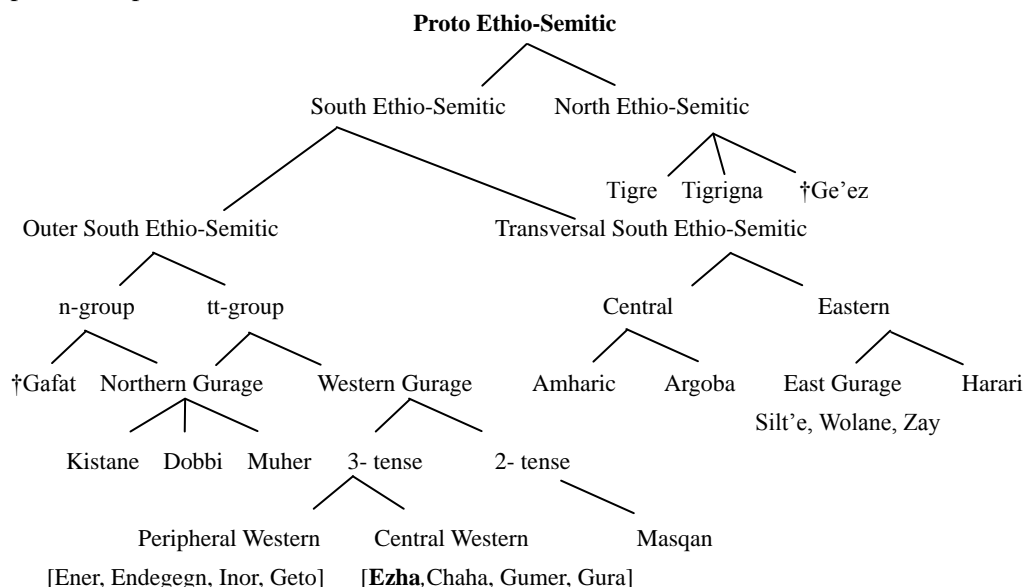 Proto Ethio-Semitic
South Ethio-Semitic North Ethio-Semitic
Tigre Tigrigna †Ge’ez
Outer South Ethio-Semitic Transversal South Ethio-Semitic
n-group tt-group Central Eastern
†Gafat Northern Gurage Western Gurage Amharic Argoba East Gurage Harari
Silt’e, Wolane, Zay
Kistane Dobbi Muher 3- tense 2- tense
Peripheral Western Central Western Masqan
[Ener, Endegegn, Inor, Geto] [Ezha,Chaha, Gumer, Gura]